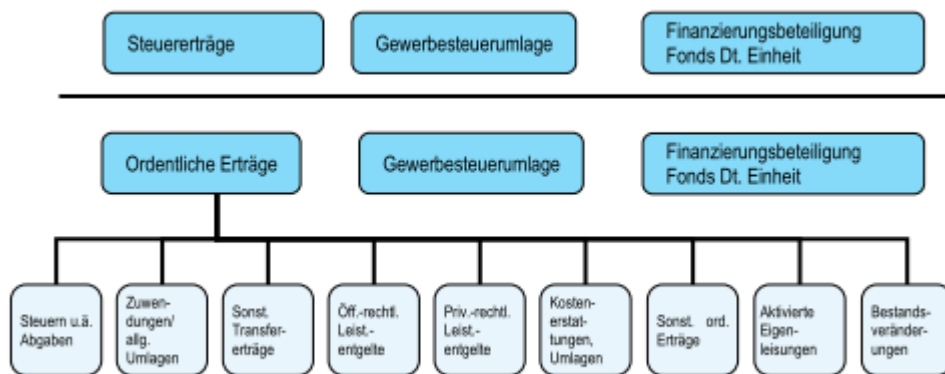 Steuererträge
Gewerbesteuerumlage
Finanzierungsbeteiligung
Fonds Dt. Einheit
Ordentliche Erträge
Gewerbesteuerumlage
Finanzierungsbeteiligung
Fonds Dt. Einheit
Steuern u.ä.
Abgaben
Zuwen-
dungen/
allg.
Umlagen
Sonst.
Transfer-
erträge
Öff.-rechtl.
Leist.-
entgelte
Priv.-rechtl.
Leist.-
entgelte
Kosten-
erstat-
tungen,
Umlagen
Sonst. ord.
Erträge
Aktivierte
Eigen-
leisungen
Bestands-
veränder-
ungen